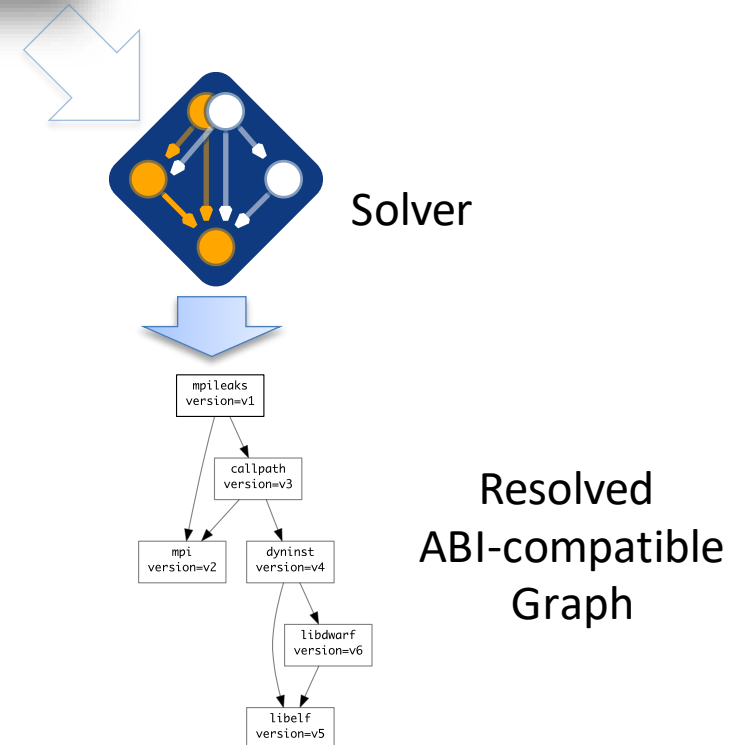 Solver
mpileaks
version=v1
callpath
version=v3
mpi
version=v2
dyninst
version=v4
libdwarf
version=v6
libelf
version=v5
Resolved
ABI-compatible
Graph